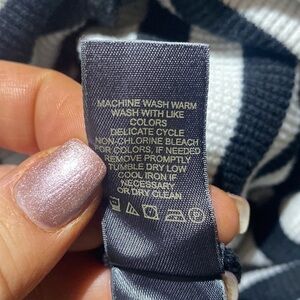 MACHINE WASH WARM
WASH WITH LIKE
COLORS
DELICATE CYCLE
NON-CHLORINE BLEACH
FOR COLORS, IF NEEDED
REMOVE PROMPTLY
TUMBLE DRY LOW
COOL IRON IF
NECESSARY
OR DRY CLEAN